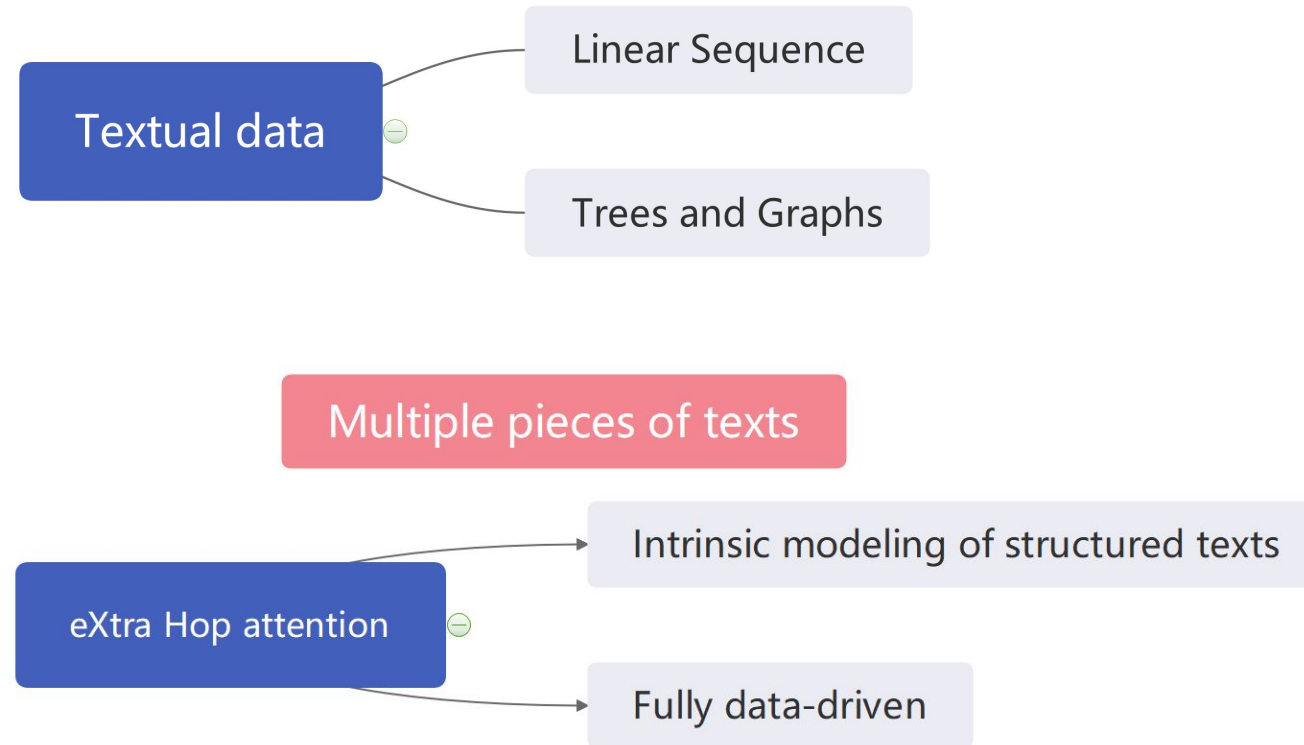 Linear Sequence
Textual data
Trees and Graphs
Multiple pieces of texts
Intrinsic modeling of structured texts
eXtra Hop attention
Fully data-driven